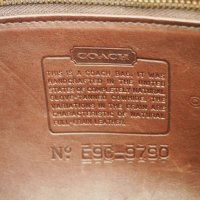 COACH
THIS IS A COACH BAG. IT WAS
HANDCRAFTED IN THE UNITED
STATES OF COMPLETELY NATURAL
GLOVE-TANNED COWHIDE. THE
VARIATIONS IN THE GRAIN ARE
CHARACTERISTIC OF NATURAL
FULL-GRAIN LEATHER.
Nº E9C-9790